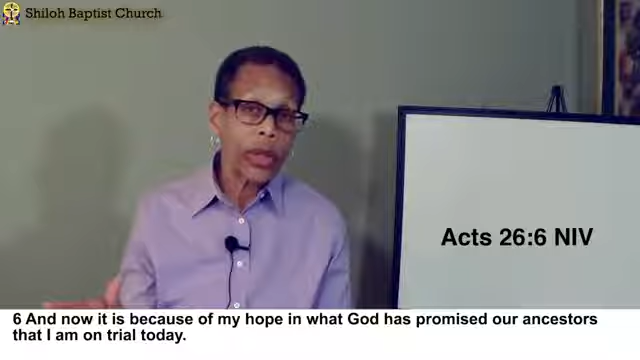 Shiloh Baptist Church
Acts 26:6 NIV
6 And now it is because of my hope in what God has promised our ancestors
that I am on trial today.